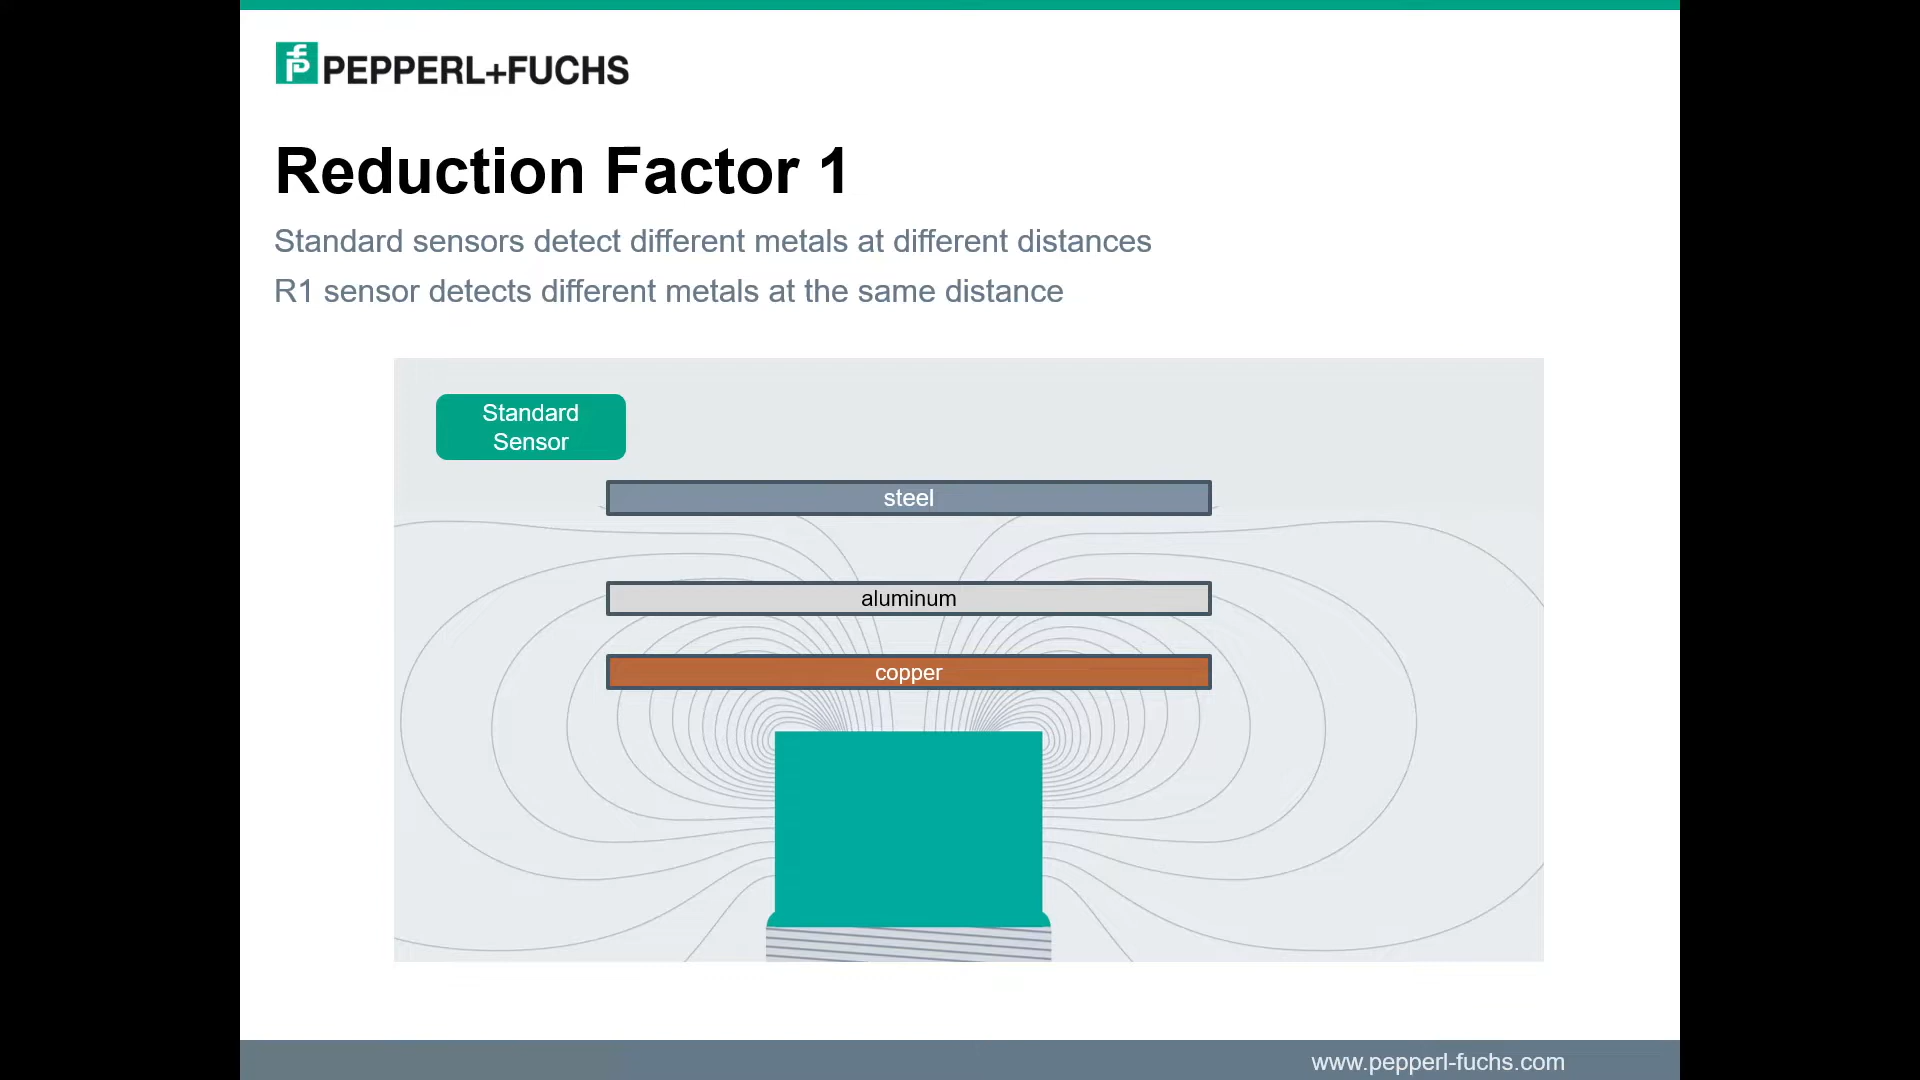 PEPPERL+FUCHS
Reduction Factor 1
Standard sensors detect different metals at different distances
R1 sensor detects different metals at the same distance
Standard
Sensor
steel
aluminum
copper
www.pepperl-fuchs.com